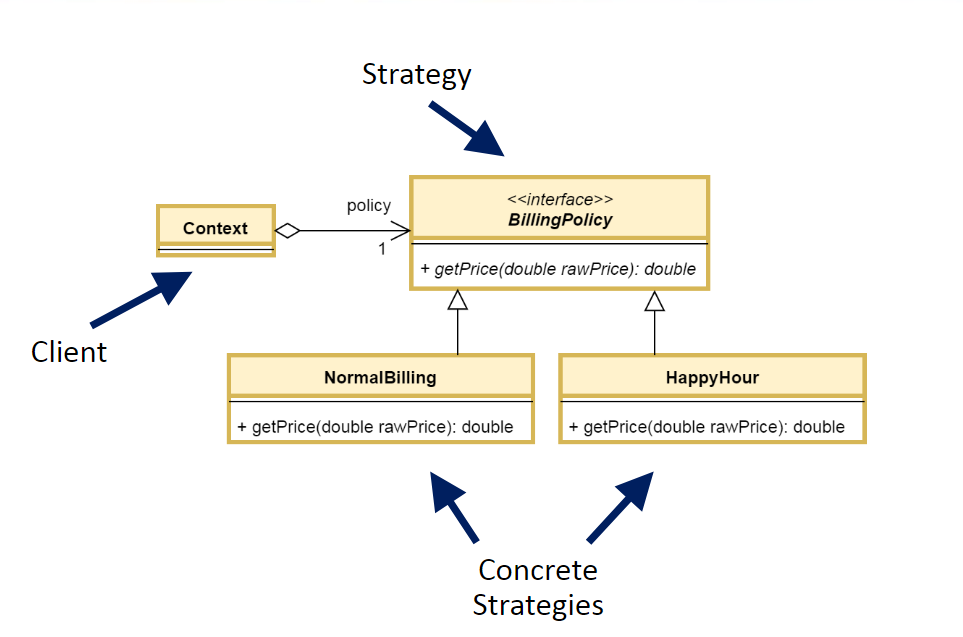 Strategy
policy
<<interface>>
BillingPolicy
Context
1
+ getPrice(double rawPrice): double
Client
NormalBilling
HappyHour
+ getPrice(double rawPrice): double
+ getPrice(double rawPrice): double
Concrete
Strategies